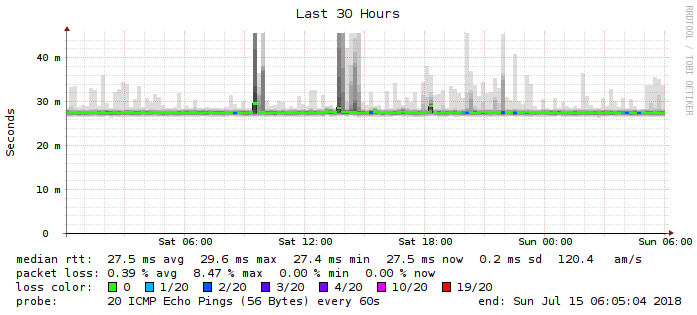 Last 30 Hours
RRDTOOL / TOBI OETIKER
Seconds
40 m
30 m
20 m
10 m
0
Sat 06:00 Sat 12:00 Sat 18:00 Sun 00:00 Sun 06:00
median rtt: 27.5 ms avg 29.6 ms max 27.4 ms min 27.5 ms now 0.2 ms sd 120.4 am/s
packet loss: 0.39 % avg 8.47 % max 0.00 % min 0.00 % now
loss color: 0 1/20 2/20 3/20 4/20 10/20 19/20
probe: 20 ICMP Echo Pings (56 Bytes) every 60s end: Sun Jul 15 06:05:04 2018